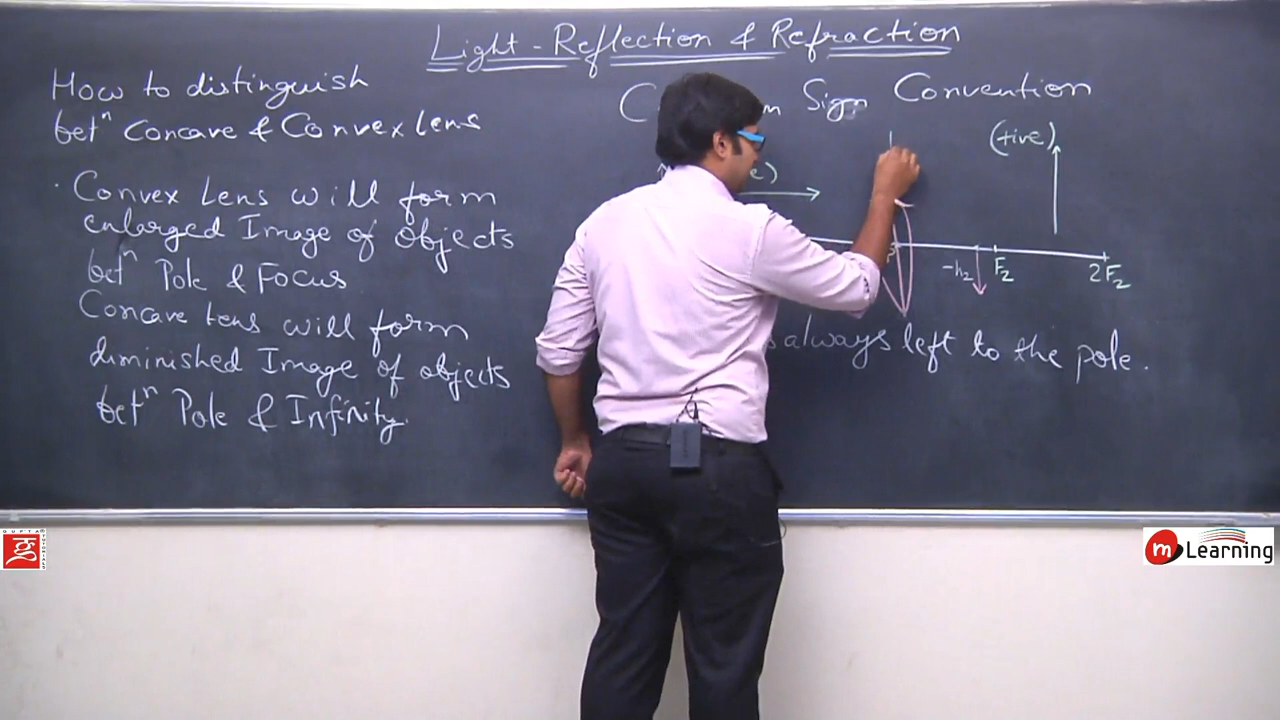 Light - Reflection & Refraction
How to distinguish
betⁿ Concave & Convex lens
Convex Lens will form
enlarged Image of Objects
betⁿ Pole & Focus
Concave Lens will form
diminished Image of objects
betⁿ Pole & Infinity.
Sign Convention
(+ive)
-h₂
F₂
2F₂
always left to the pole.
GUPTA TUTORIALS
m Learning